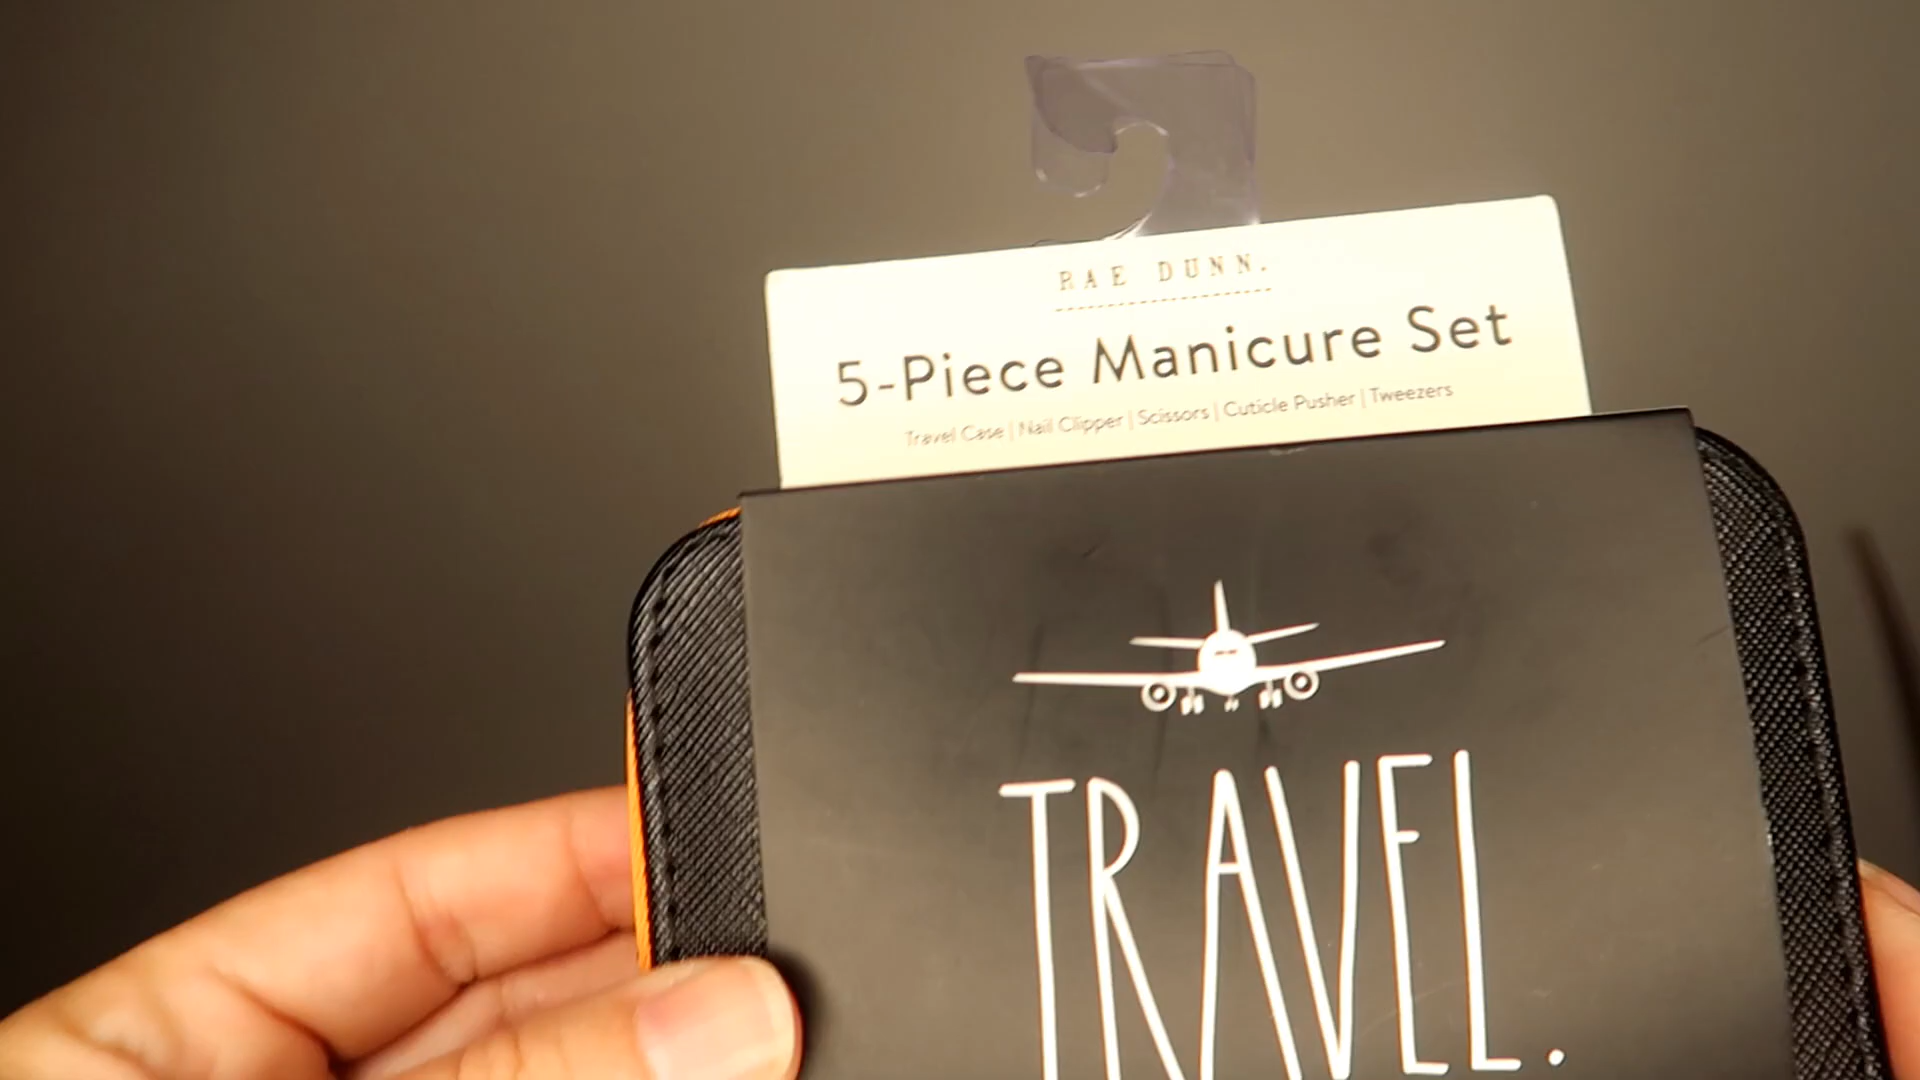 RAE DUNN.
5-Piece Manicure Set
Travel Case | Nail Clipper | Scissors | Cuticle Pusher | Tweezers
TRAVEL.